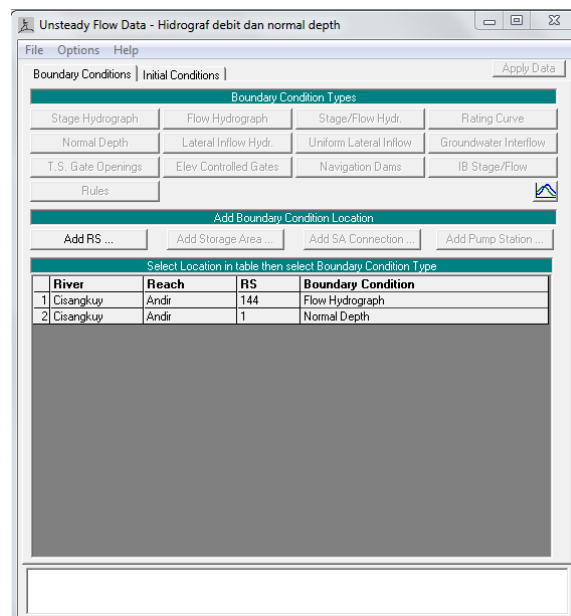 Unsteady Flow Data - Hidrograf debit dan normal depth
File Options Help
Boundary Conditions Initial Conditions Apply Data
Boundary Condition Types
Stage Hydrograph Flow Hydrograph Stage/Flow Hydr. Rating Curve
Normal Depth Lateral Inflow Hydr. Uniform Lateral Inflow Groundwater Interflow
T.S. Gate Openings Elev Controlled Gates Navigation Dams IB Stage/Flow
Rules
Add Boundary Condition Location
Add RS ... Add Storage Area ... Add SA Connection ... Add Pump Station ...
Select Location in table then select Boundary Condition Type
River Reach RS Boundary Condition
1 Cisangkuy Andir 144 Flow Hydrograph
2 Cisangkuy Andir 1 Normal Depth